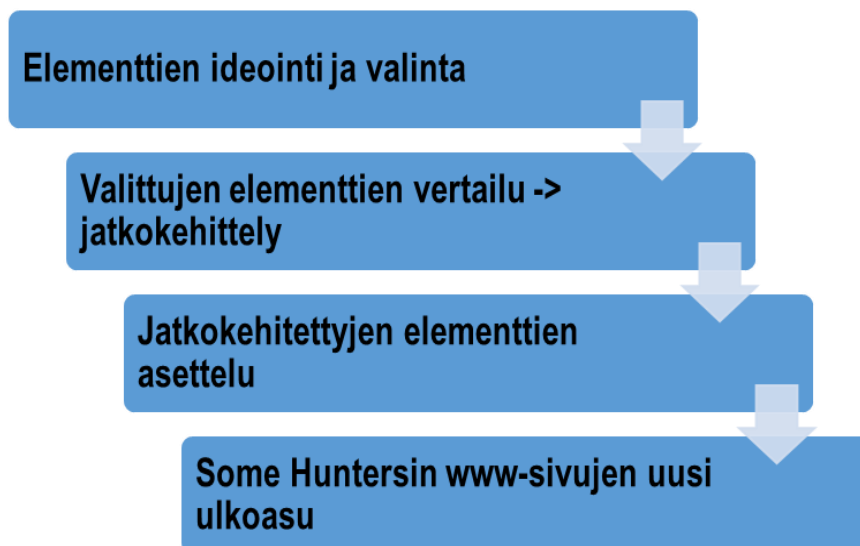 Elementtien ideointi ja valinta
Valittujen elementtien vertailu ->
jatkokehittely
Jatkokehitettyjen elementtien
asettelu
Some Huntersin www-sivujen uusi
ulkoasu